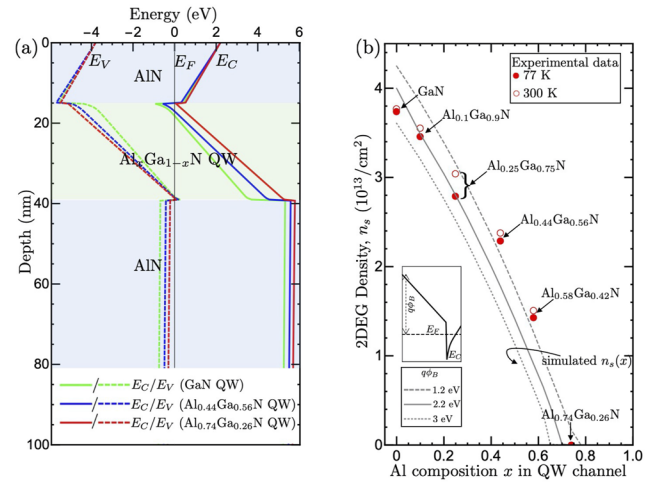 Energy (eV)
−4 −2 0 2 4 6
(a)
0
20
40
60
80
100
Depth (nm)
E_V
E_F
E_C
AlN
Al_xGa_{1−x}N QW
AlN
E_C/E_V (GaN QW)
E_C/E_V (Al_{0.44}Ga_{0.56}N QW)
E_C/E_V (Al_{0.74}Ga_{0.26}N QW)
(b)
2DEG Density, n_s (10^{13}/cm^2)
4
2
0
Experimental data
77 K
300 K
GaN
Al_{0.1}Ga_{0.9}N
Al_{0.25}Ga_{0.75}N
Al_{0.44}Ga_{0.56}N
Al_{0.58}Ga_{0.42}N
simulated n_s(x)
Al_{0.74}Ga_{0.26}N
qϕ_B
E_F
E_C
qϕ_B
1.2 eV
2.2 eV
3 eV
0.0 0.2 0.4 0.6 0.8 1.0
Al composition x in QW channel